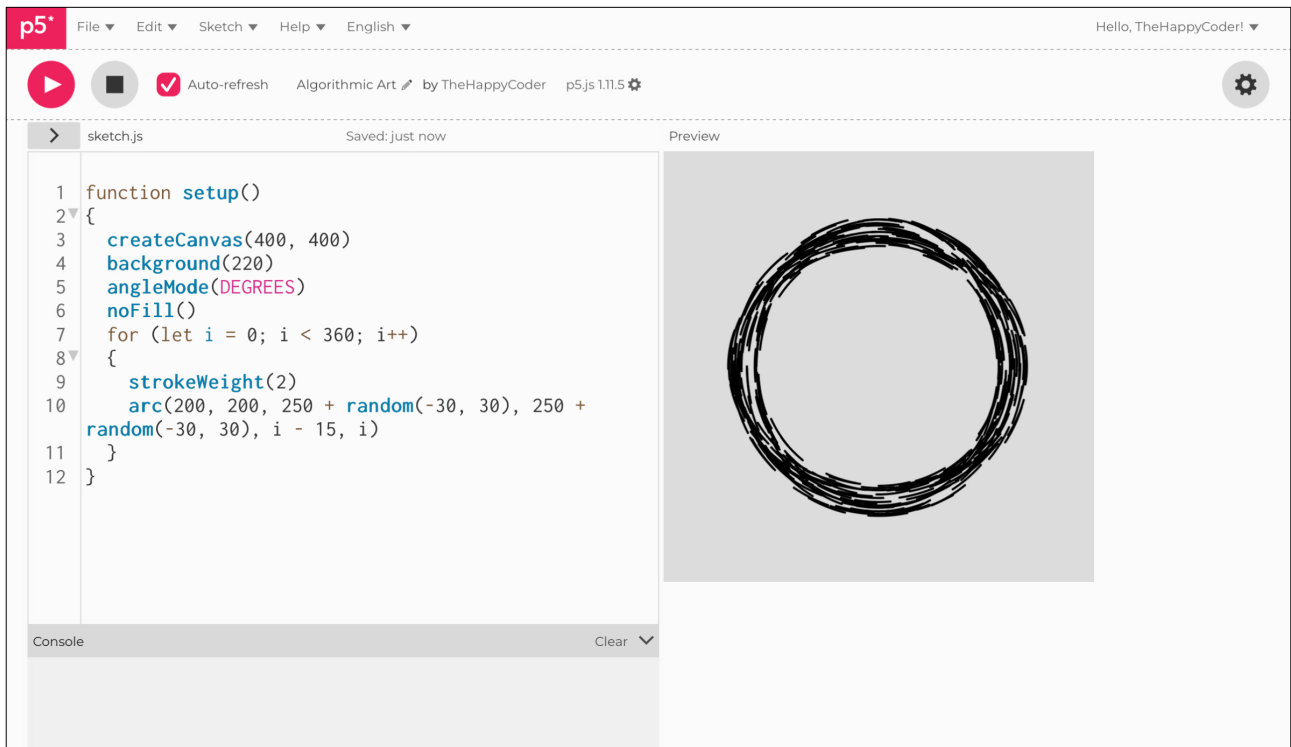 p5* File Edit Sketch Help English Hello, TheHappyCoder!
Auto-refresh Algorithmic Art by TheHappyCoder p5.js 1.11.5
sketch.js Saved: just now Preview
1 function setup()
2 {
3 createCanvas(400, 400)
4 background(220)
5 angleMode(DEGREES)
6 noFill()
7 for (let i = 0; i < 360; i++)
8 {
9 strokeWeight(2)
10 arc(200, 200, 250 + random(-30, 30), 250 +
random(-30, 30), i - 15, i)
11 }
12 }
Console Clear